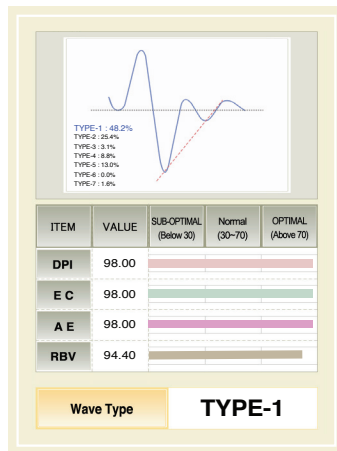 TYPE-1 : 48.2%
TYPE-2 : 25.4%
TYPE-3 : 3.1%
TYPE-4 : 8.8%
TYPE-5 : 13.0%
TYPE-6 : 0.0%
TYPE-7 : 1.6%
ITEM VALUE SUB-OPTIMAL (Below 30) Normal (30~70) OPTIMAL (Above 70)
DPI 98.00
E C 98.00
A E 98.00
RBV 94.40
Wave Type TYPE-1